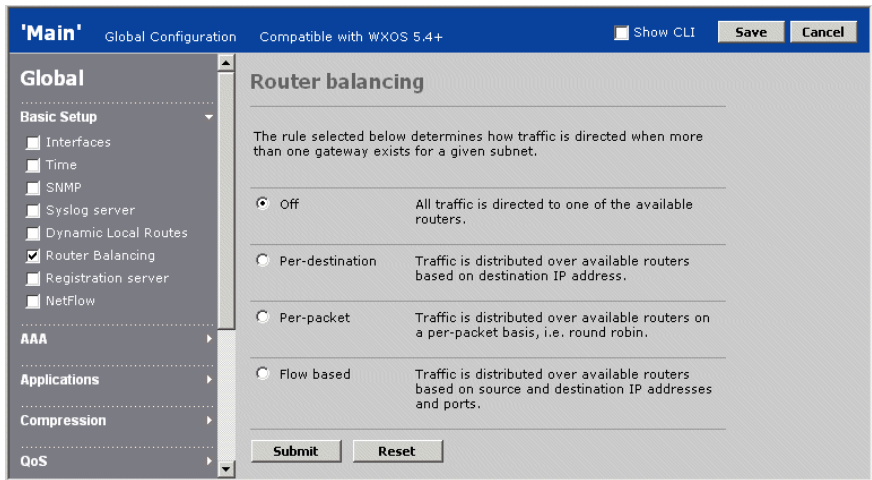 'Main' Global Configuration Compatible with WXOS 5.4+ Show CLI Save Cancel
Global
Basic Setup
Interfaces
Time
SNMP
Syslog server
Dynamic Local Routes
Router Balancing
Registration server
NetFlow
AAA
Applications
Compression
QoS
Router balancing
The rule selected below determines how traffic is directed when more
than one gateway exists for a given subnet.
Off All traffic is directed to one of the available
routers.
Per-destination Traffic is distributed over available routers
based on destination IP address.
Per-packet Traffic is distributed over available routers on
a per-packet basis, i.e. round robin.
Flow based Traffic is distributed over available routers
based on source and destination IP addresses
and ports.
Submit Reset